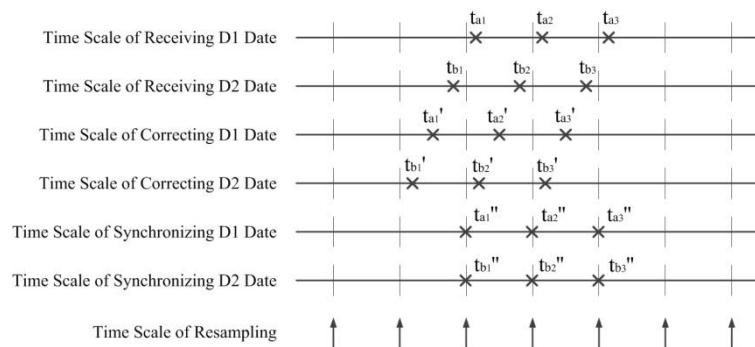 ta1 ta2 ta3
Time Scale of Receiving D1 Date
tb1 tb2 tb3
Time Scale of Receiving D2 Date
ta1' ta2' ta3'
Time Scale of Correcting D1 Date
tb1' tb2' tb3'
Time Scale of Correcting D2 Date
ta1'' ta2'' ta3''
Time Scale of Synchronizing D1 Date
tb1'' tb2'' tb3''
Time Scale of Synchronizing D2 Date
Time Scale of Resampling